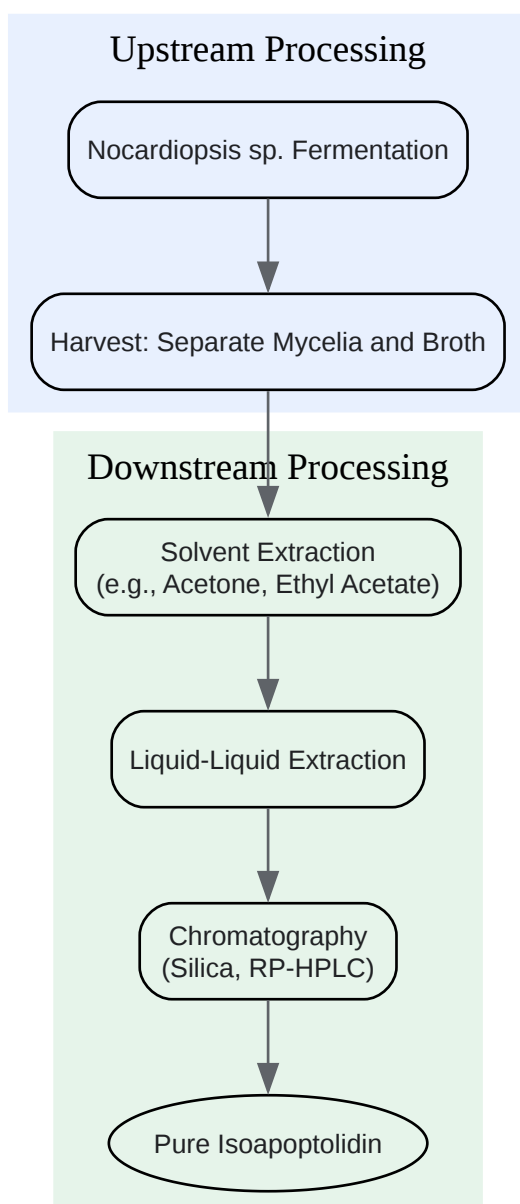 Upstream Processing
Nocardiopsis sp. Fermentation
Harvest: Separate Mycelia and Broth
Downstream Processing
Solvent Extraction
(e.g., Acetone, Ethyl Acetate)
Liquid-Liquid Extraction
Chromatography
(Silica, RP-HPLC)
Pure Isoapoptolidin